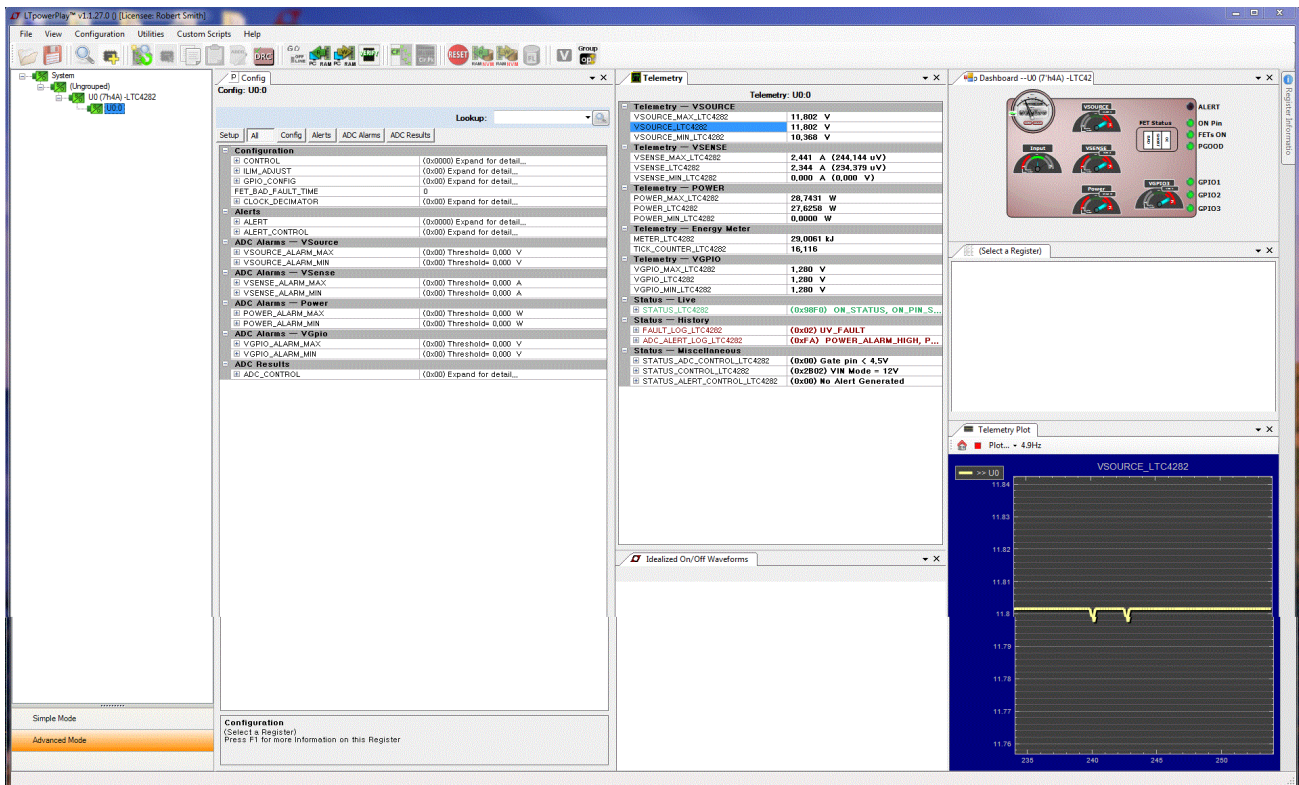 LTpowerPlay™ v1.1.27.0 () [Licensee: Robert Smith]
File View Configuration Utilities Custom Scripts Help
DRC
GO
OFF LINE
PC RAM
PC RAM
RESET
RAM NVM
RAM NVM
V
Group
OP
System
(Ungrouped)
U0 (7'h4A) -LTC4282
U0:0
Simple Mode
Advanced Mode
Config
Config: U0:0
Lookup:
Setup All Config Alerts ADC Alarms ADC Results
Configuration
CONTROL (0x0000) Expand for detail...
ILIM_ADJUST (0x00) Expand for detail...
GPIO_CONFIG (0x00) Expand for detail...
FET_BAD_FAULT_TIME 0
CLOCK_DECIMATOR (0x00) Expand for detail...
Alerts
ALERT (0x0000) Expand for detail...
ALERT_CONTROL (0x00) Expand for detail...
ADC Alarms — VSource
VSOURCE_ALARM_MAX (0x00) Threshold= 0,000 V
VSOURCE_ALARM_MIN (0x00) Threshold= 0,000 V
ADC Alarms — VSense
VSENSE_ALARM_MAX (0x00) Threshold= 0,000 A
VSENSE_ALARM_MIN (0x00) Threshold= 0,000 A
ADC Alarms — Power
POWER_ALARM_MAX (0x00) Threshold= 0,000 W
POWER_ALARM_MIN (0x00) Threshold= 0,000 W
ADC Alarms — VGpio
VGPIO_ALARM_MAX (0x00) Threshold= 0,000 V
VGPIO_ALARM_MIN (0x00) Threshold= 0,000 V
ADC Results
ADC_CONTROL (0x00) Expand for detail...
Configuration
(Select a Register)
Press F1 for more Information on this Register
Telemetry
Telemetry: U0:0
Telemetry — VSOURCE
VSOURCE_MAX_LTC4282 11,802 V
VSOURCE_LTC4282 11,802 V
VSOURCE_MIN_LTC4282 10,368 V
Telemetry — VSENSE
VSENSE_MAX_LTC4282 2,441 A (244,144 uV)
VSENSE_LTC4282 2,344 A (234,379 uV)
VSENSE_MIN_LTC4282 0,000 A (0,000 V)
Telemetry — POWER
POWER_MAX_LTC4282 28,7431 W
POWER_LTC4282 27,6258 W
POWER_MIN_LTC4282 0,0000 W
Telemetry — Energy Meter
METER_LTC4282 29,0061 kJ
TICK_COUNTER_LTC4282 16,116
Telemetry — VGPIO
VGPIO_MAX_LTC4282 1,280 V
VGPIO_LTC4282 1,280 V
VGPIO_MIN_LTC4282 1,280 V
Status — Live
STATUS_LTC4282 (0x98F0) ON_STATUS, ON_PIN_S...
Status — History
FAULT_LOG_LTC4282 (0x02) UV_FAULT
ADC_ALERT_LOG_LTC4282 (0xFA) POWER_ALARM_HIGH, P...
Status — Miscellaneous
STATUS_ADC_CONTROL_LTC4282 (0x00) Gate pin < 4,5V
STATUS_CONTROL_LTC4282 (0x2B02) VIN Mode = 12V
STATUS_ALERT_CONTROL_LTC4282 (0x00) No Alert Generated
Idealized On/Off Waveforms
Dashboard --U0 (7'h4A) -LTC42
Input
VSOURCE
VSENSE
Power
FET Status
VGPIO3
ALERT
ON Pin
FETs ON
PGOOD
GPIO1
GPIO2
GPIO3
Register Informatio
(Select a Register)
Telemetry Plot
Plot... 4.9Hz
VSOURCE_LTC4282
>> U0
11.84
11.83
11.82
11.81
11.8
11.79
11.78
11.77
11.76
235 240 245 250